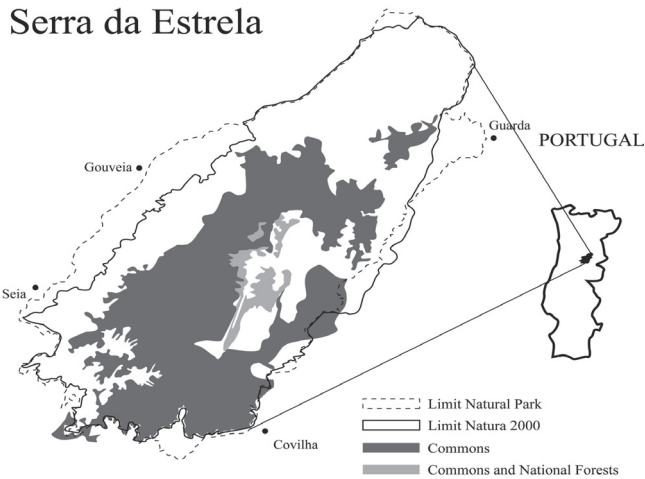 Serra da Estrela
Guarda
PORTUGAL
Gouveia
Seia
Covilha
Limit Natural Park
Limit Natura 2000
Commons
Commons and National Forests